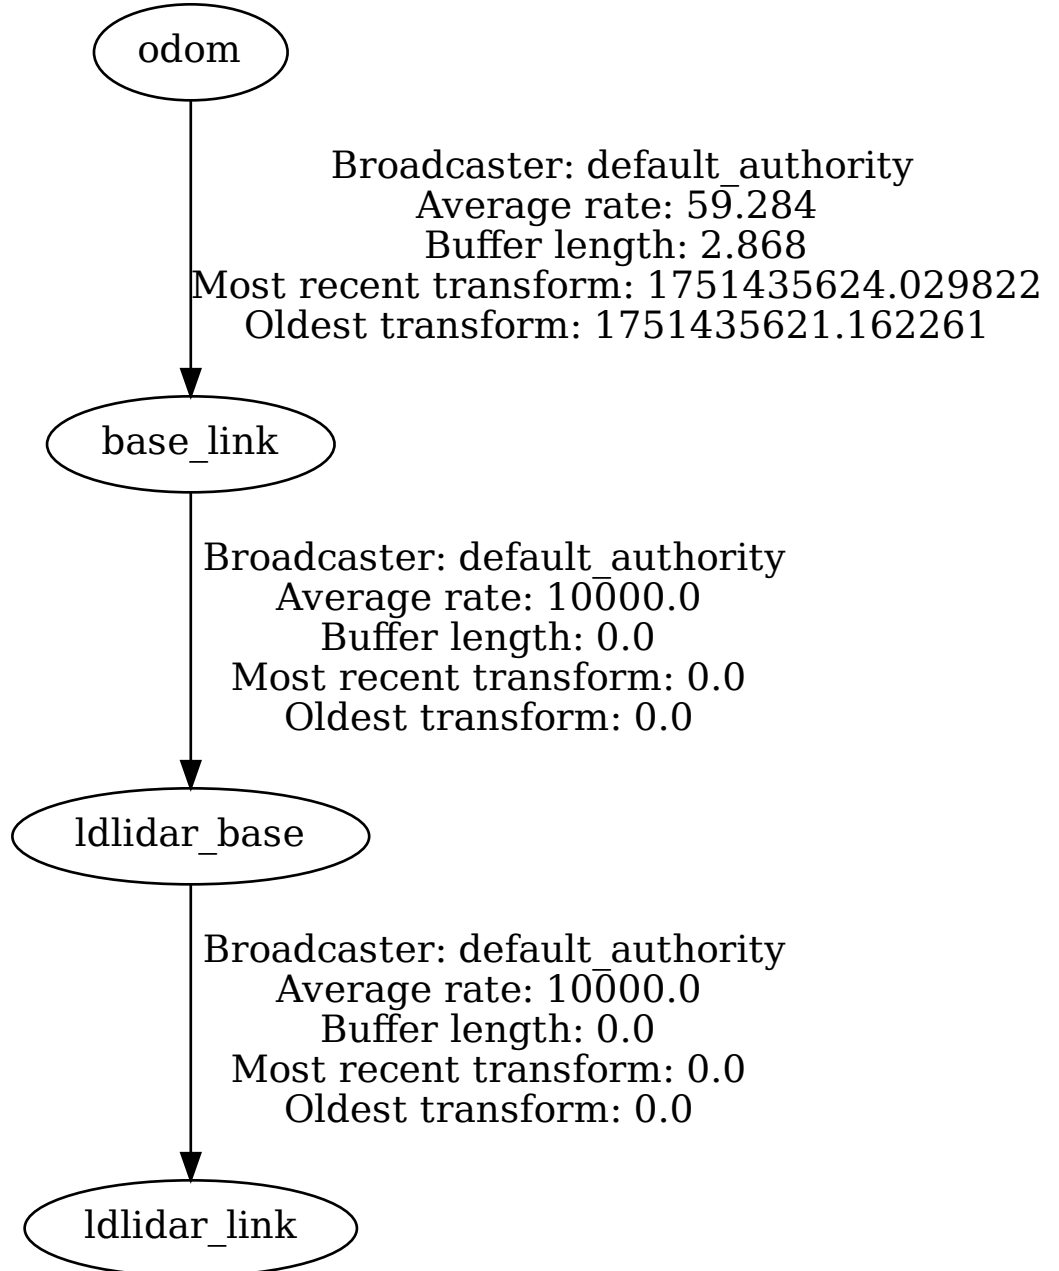 odom
Broadcaster: default_authority
Average rate: 59.284
Buffer length: 2.868
Most recent transform: 1751435624.029822
Oldest transform: 1751435621.162261
base_link
Broadcaster: default_authority
Average rate: 10000.0
Buffer length: 0.0
Most recent transform: 0.0
Oldest transform: 0.0
ldlidar_base
Broadcaster: default_authority
Average rate: 10000.0
Buffer length: 0.0
Most recent transform: 0.0
Oldest transform: 0.0
ldlidar_link